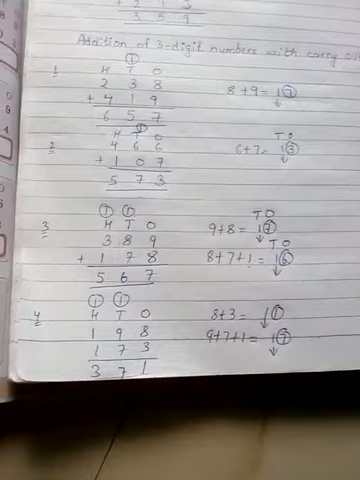 + 2 1 3
3 5 9
Addition of 3-digit numbers with carry
1
①
H T O
2 3 8
+ 4 1 9
6 5 7
8+9= 1⑦
2
①
H T O
4 6 6
+ 1 0 7
5 7 3
T O
6+7= 1③
3
① ①
H T O
3 8 9
+ 1 7 8
5 6 7
T O
9+8= 1⑦
T O
8+7+1= 1⑥
4
① ①
H T O
1 9 8
1 7 3
3 7 1
8+3= 1①
9+7+1= 1⑦